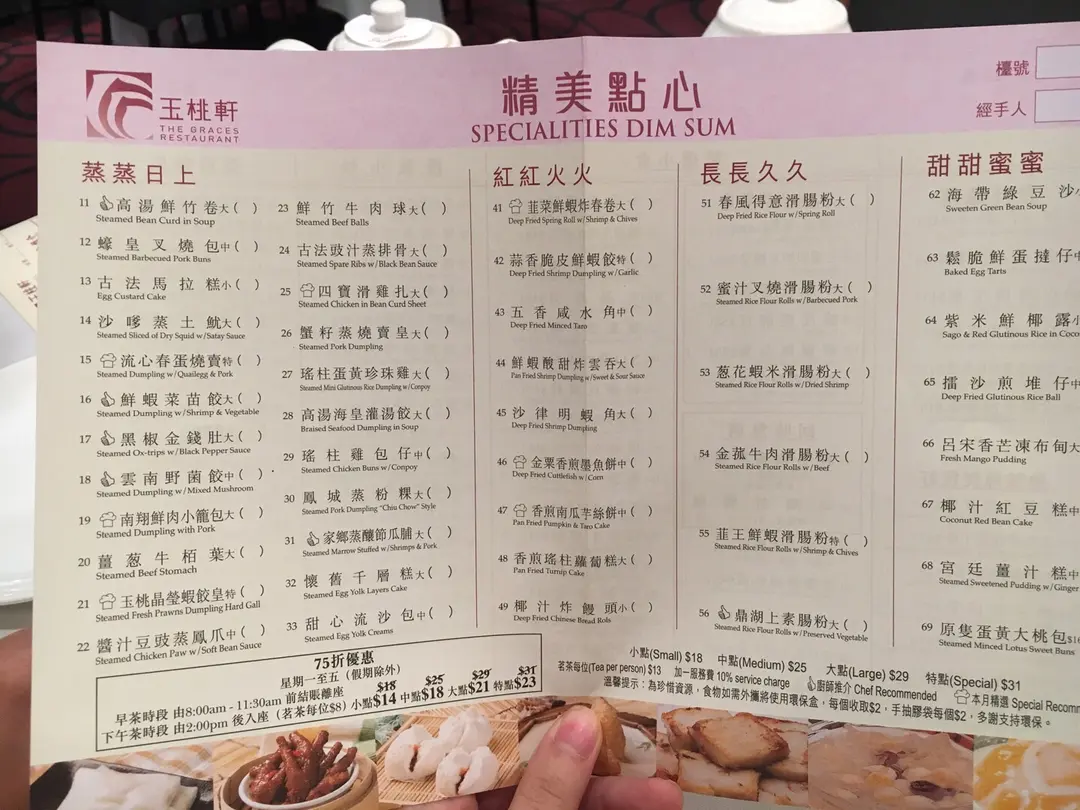 玉桃軒
THE GRACES
RESTAURANT
精美點心
SPECIALITIES DIM SUM
檯號
經手人
蒸蒸日上
11 高湯鮮竹卷大( )
Steamed Bean Curd in Soup
12 蠔皇叉燒包中( )
Steamed Barbecued Pork Buns
13 古法馬拉糕小( )
Egg Custard Cake
14 沙嗲蒸土魷大( )
Steamed Sliced of Dry Squid w/Satay Sauce
15 流心春蛋燒賣特( )
Steamed Dumpling w/Quailegg & Pork
16 鮮蝦菜苗餃大( )
Steamed Dumpling w/Shrimp & Vegetable
17 黑椒金錢肚大( )
Steamed Ox-trips w/Black Pepper Sauce
18 雲南野菌餃中( )
Steamed Dumpling w/Mixed Mushroom
19 南翔鮮肉小籠包大( )
Steamed Dumpling with Pork
20 薑葱牛栢葉大( )
Steamed Beef Stomach
21 玉桃晶瑩蝦餃皇特( )
Steamed Fresh Prawns Dumpling Hard Gall
22 醬汁豆豉蒸鳳爪中( )
Steamed Chicken Paw w/Soft Bean Sauce
23 鮮竹牛肉球大( )
Steamed Beef Balls
24 古法豉汁蒸排骨大( )
Steamed Spare Ribs w/Black Bean Sauce
25 四寶滑雞扎大( )
Steamed Chicken in Bean Curd Sheet
26 蟹籽蒸燒賣皇大( )
Steamed Pork Dumpling
27 瑤柱蛋黃珍珠雞大( )
Steamed Mini Glutinous Rice Dumpling w/Conpoy
28 高湯海皇灌湯餃大( )
Braised Seafood Dumpling in Soup
29 瑤柱雞包仔中( )
Steamed Chicken Buns w/Conpoy
30 鳳城蒸粉粿大( )
Steamed Pork Dumpling "Chiu Chow" Style
31 家鄉蒸釀節瓜脯大( )
Steamed Marrow Stuffed w/Shrimps & Pork
32 懷舊千層糕大( )
Steamed Egg Yolk Layers Cake
33 甜心流沙包中( )
Steamed Egg Yolk Creams
紅紅火火
41 韮菜鮮蝦炸春卷大( )
Deep Fried Spring Roll w/Shrimp & Chives
42 蒜香脆皮鮮蝦餃特( )
Deep Fried Shrimp Dumpling w/Garlic
43 五香咸水角中( )
Deep Fried Minced Taro
44 鮮蝦酸甜炸雲吞大( )
Pan Fried Shrimp Dumpling w/Sweet & Sour Sauce
45 沙律明蝦角大( )
Deep Fried Shrimp Dumpling
46 金粟香煎墨魚餅中( )
Deep Fried Cuttlefish w/Corn
47 香煎南瓜芋絲餅中( )
Pan Fried Pumpkin & Taro Cake
48 香煎瑤柱蘿蔔糕大( )
Pan Fried Turnip Cake
49 椰汁炸饅頭小( )
Deep Fried Chinese Bread Rols
長長久久
51 春風得意滑腸粉大( )
Deep Fried Rice Flour w/Spring Roll
52 蜜汁叉燒滑腸粉大( )
Steamed Rice Flour Rolls w/Barbecued Pork
53 葱花蝦米滑腸粉大( )
Steamed Rice Flour Rolls w/Dried Shrimp
54 金菰牛肉滑腸粉大( )
Steamed Rice Flour Rolls w/Beef
55 韮王鮮蝦滑腸粉特( )
Steamed Rice Flour Rolls w/Shrimp & Chives
56 鼎湖上素腸粉大( )
Steamed Rice Flour Rolls w/Preserved Vegetable
甜甜蜜蜜
62 海帶綠豆沙
Sweeten Green Bean Soup
63 鬆脆鮮蛋撻仔中
Baked Egg Tarts
64 紫米鮮椰露小
Sago & Red Glutinous Rice in Coco
65 擂沙煎堆仔中
Deep Fried Glutinous Rice Ball
66 呂宋香芒凍布甸大
Fresh Mango Pudding
67 椰汁紅豆糕中
Coconut Red Bean Cake
68 宮廷薑汁糕中
Steamed Sweetened Pudding w/Ginger
69 原隻蛋黃大桃包$16
Steamed Minced Lotus Sweet Buns
75折優惠
星期一至五 (假期除外)
早茶時段 由8:00am - 11:30am 前結賬離座
下午茶時段 由2:00pm 後入座 (茗茶每位$8)
$18 $25 $29 $31
小點$14 中點$18 大點$21 特點$23
小點(Small) $18 中點(Medium) $25 大點(Large) $29 特點(Special) $31
茗茶每位(Tea per person) $13 加一服務費 10% service charge 廚師推介 Chef Recommended 本月精選 Special Recomm
溫馨提示：為珍惜資源，食物如需外攜將使用環保盒，每個收取$2，手抽膠袋每個$2，多謝支持環保。